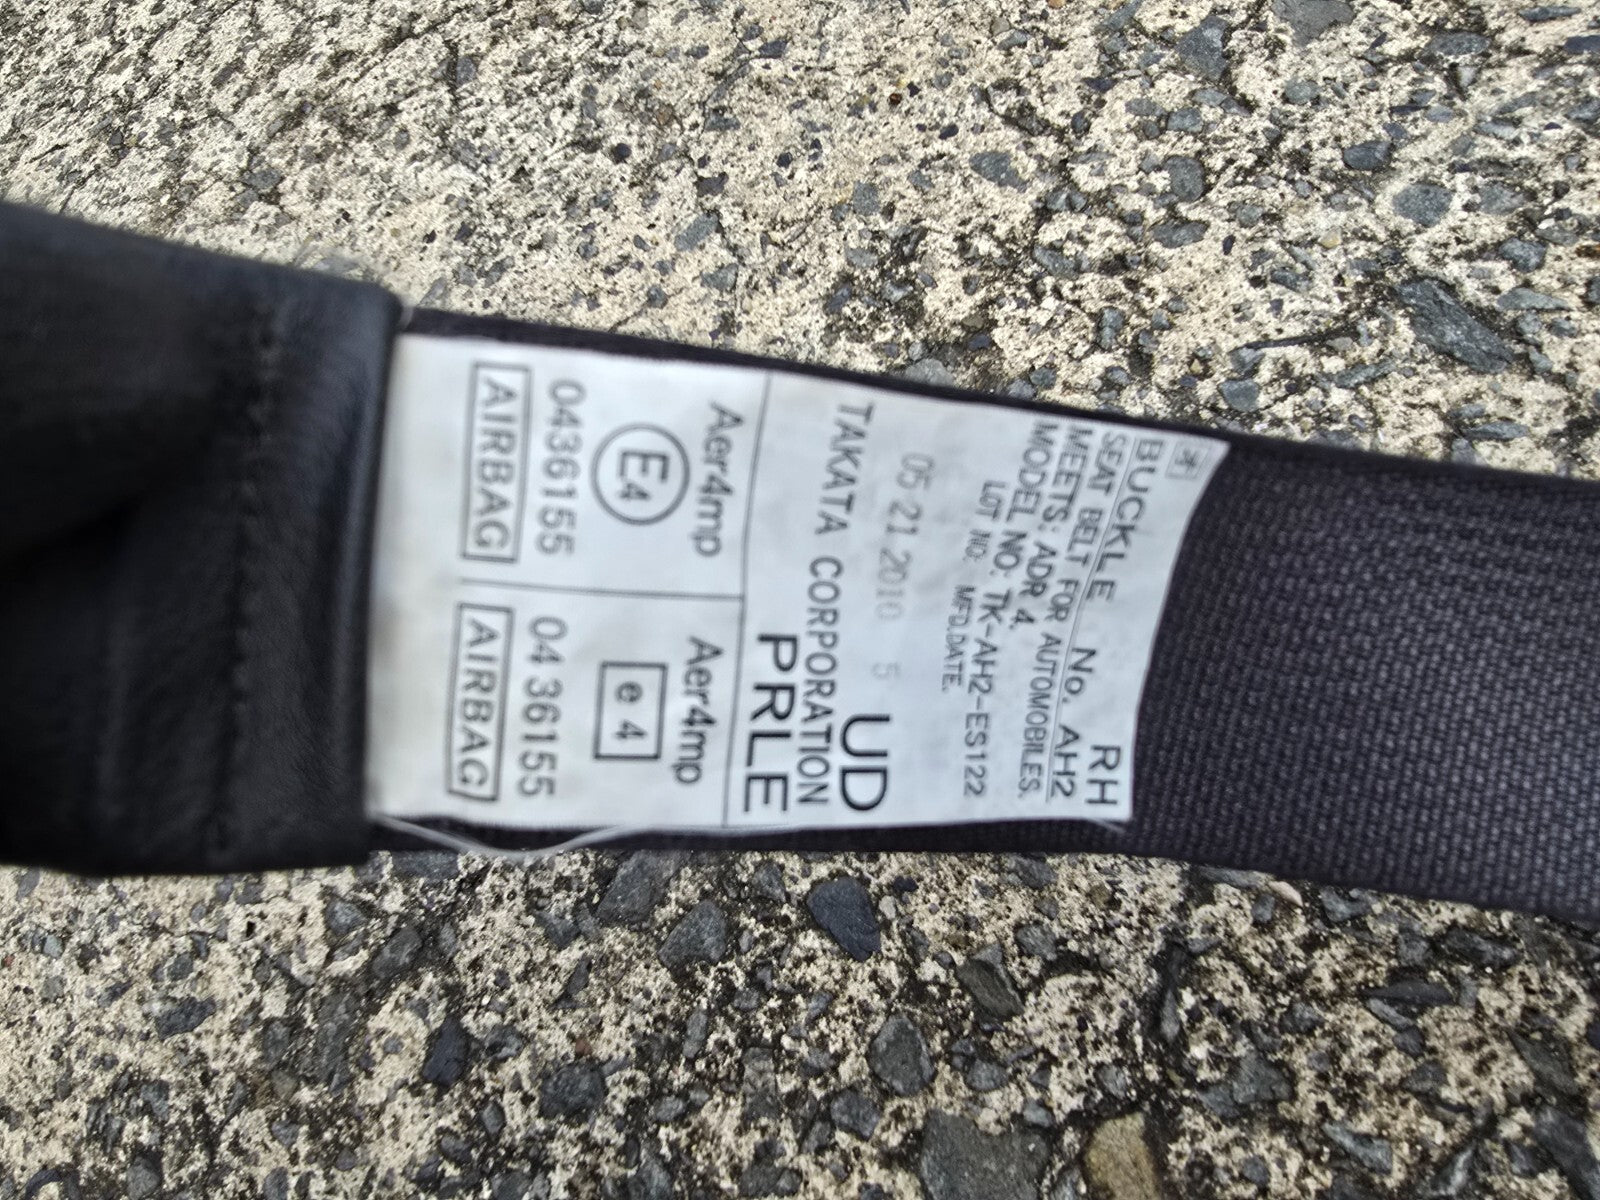 BUCKLE No. AH2 RH
SEAT BELT FOR AUTOMOBILES.
MEETS: ADR 4.
MODEL NO: TK-AH2-ES122
LOT NO: MFD.DATE.
05 21 2010 5
UD
TAKATA CORPORATION
PRLE
Aer4mp
E4
0436155
AIRBAG
Aer4mp
e 4
04 36155
AIRBAG